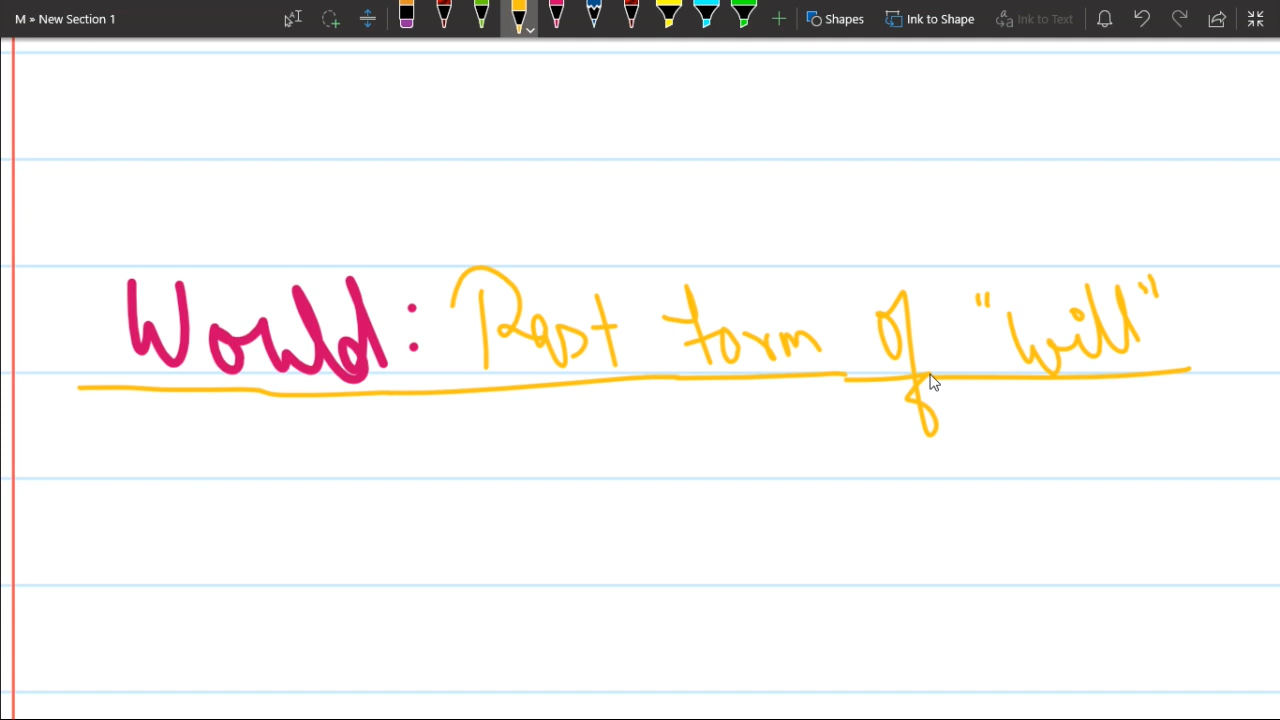 M » New Section 1
Shapes
Ink to Shape
Ink to Text
Would: Past form of "will"